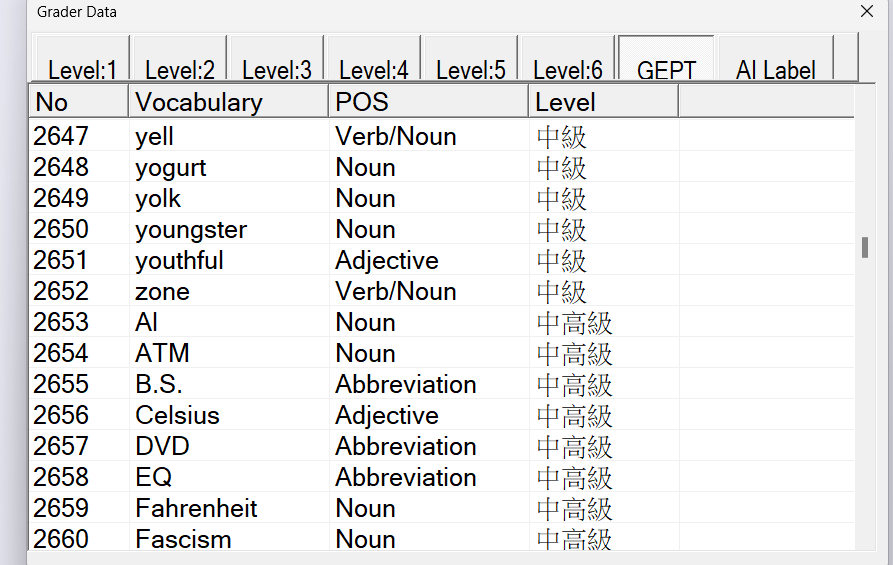 Grader Data
Level:1 Level:2 Level:3 Level:4 Level:5 Level:6 GEPT AI Label
No Vocabulary POS Level
2647 yell Verb/Noun 中級
2648 yogurt Noun 中級
2649 yolk Noun 中級
2650 youngster Noun 中級
2651 youthful Adjective 中級
2652 zone Verb/Noun 中級
2653 AI Noun 中高級
2654 ATM Noun 中高級
2655 B.S. Abbreviation 中高級
2656 Celsius Adjective 中高級
2657 DVD Abbreviation 中高級
2658 EQ Abbreviation 中高級
2659 Fahrenheit Noun 中高級
2660 Fascism Noun 中高級